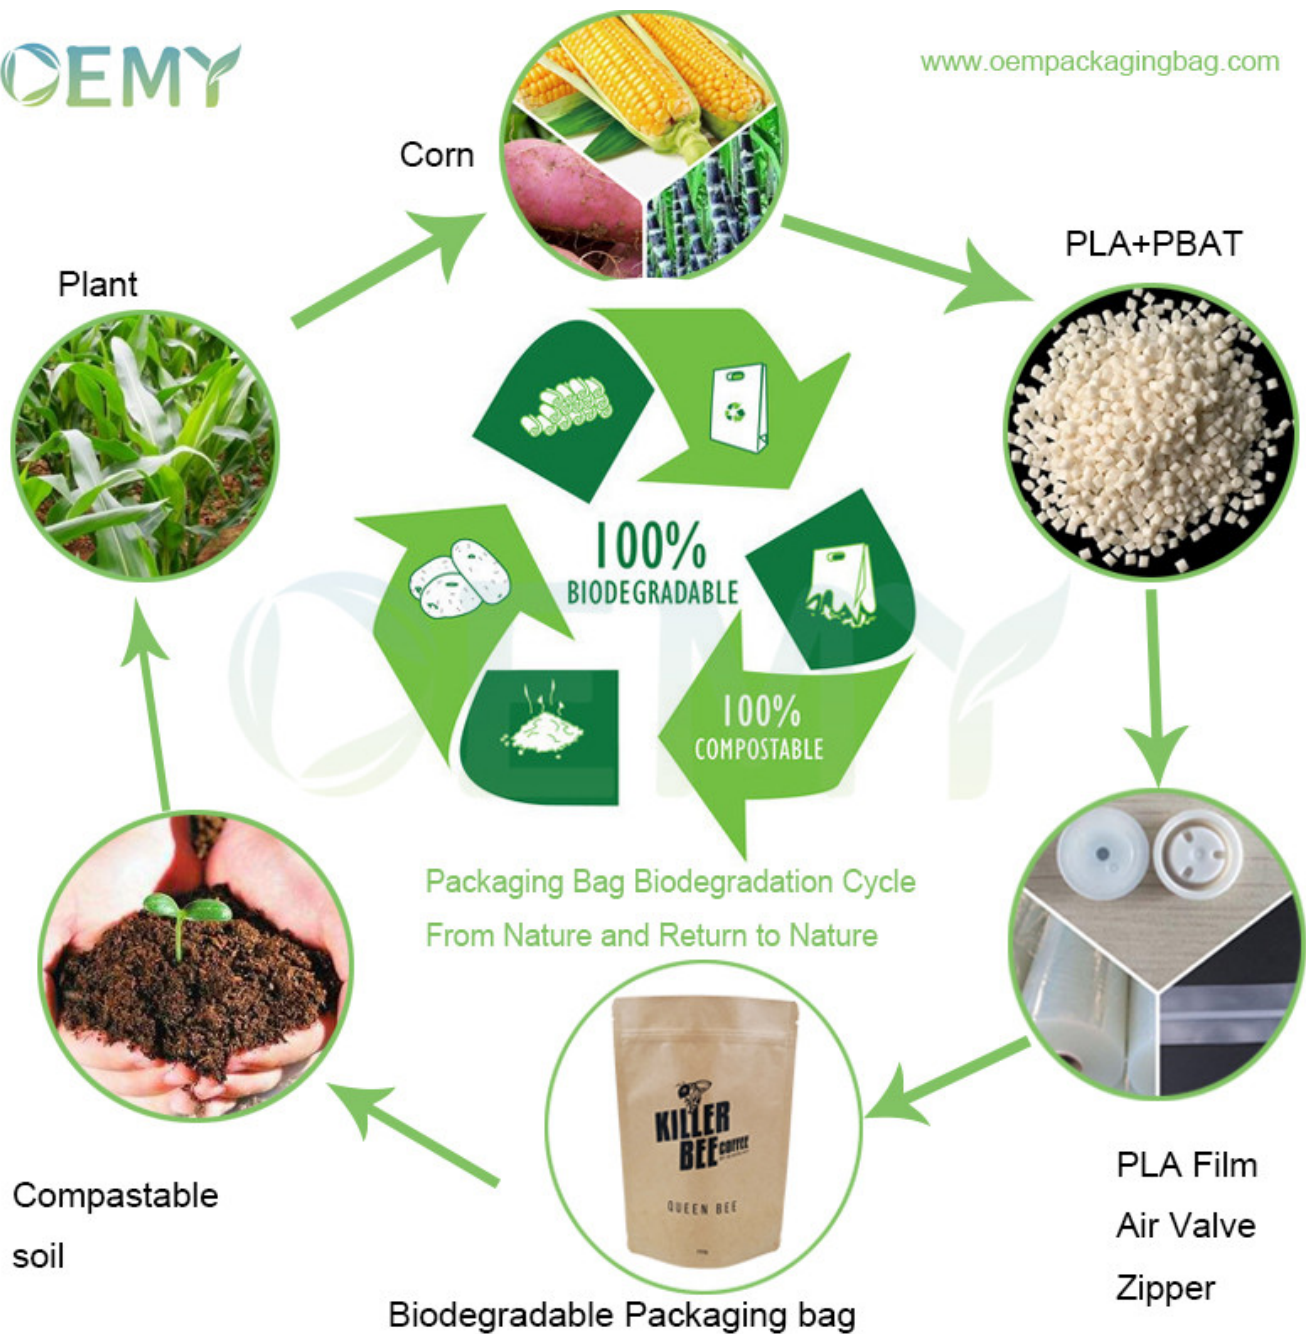 OEMY
www.oempackagingbag.com
Corn
PLA+PBAT
Plant
100%
BIODEGRADABLE
OEMY
100%
COMPOSTABLE
Packaging Bag Biodegradation Cycle
From Nature and Return to Nature
KILLER
BEE COFFEE
QUEEN BEE
PLA Film
Air Valve
Zipper
Compastable
soil
Biodegradable Packaging bag